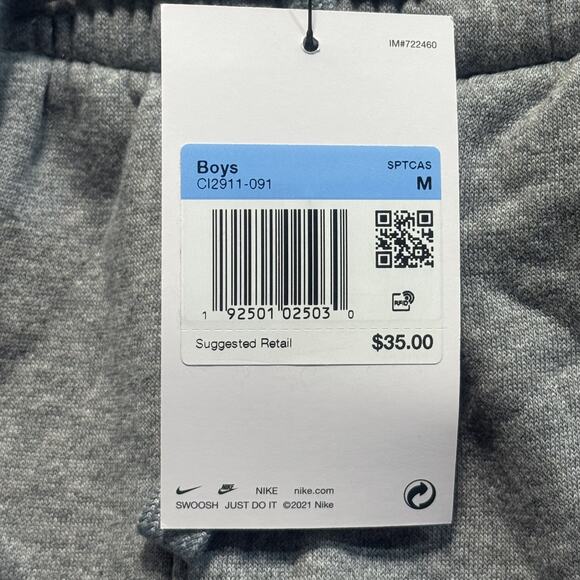 IM#722460
Boys SPTCAS
CI2911-091 M
1 92501 02503 0
RFID
Suggested Retail $35.00
NIKE NIKE nike.com
SWOOSH JUST DO IT ©2021 Nike